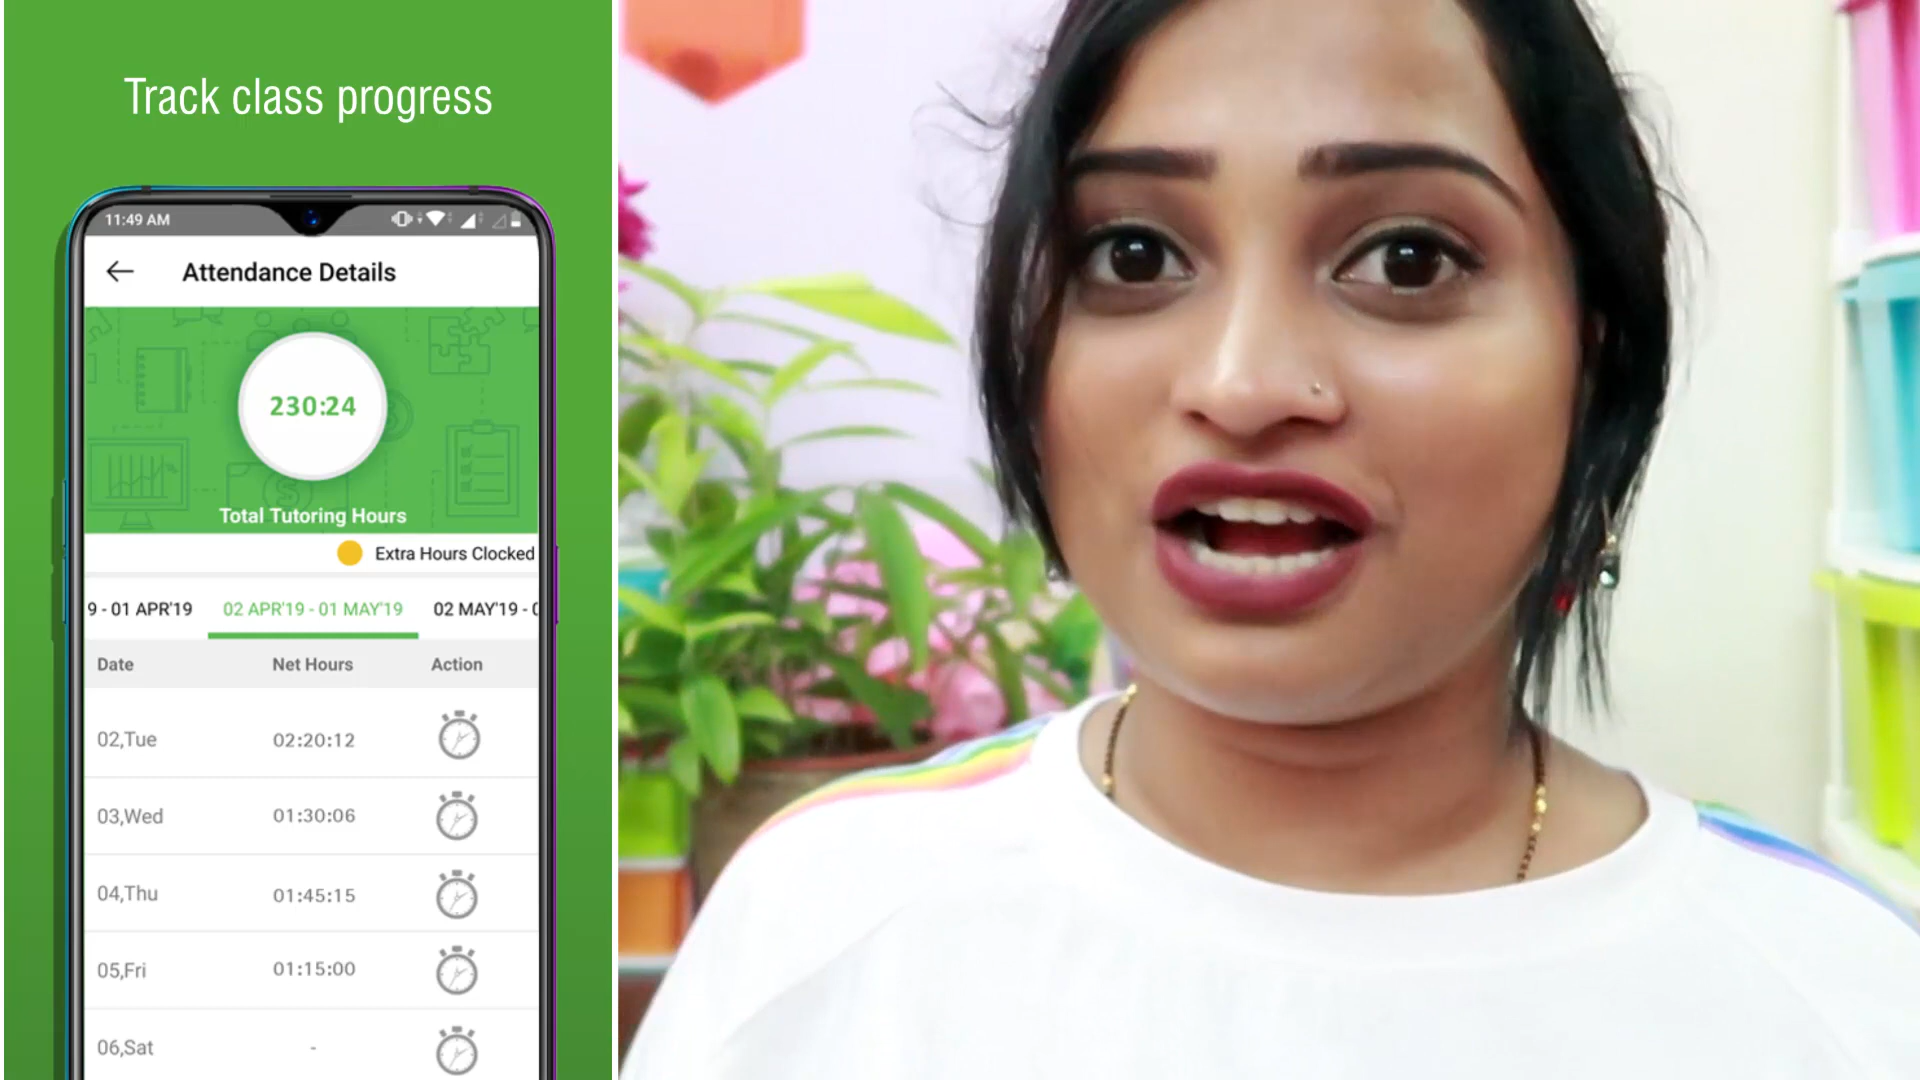 Track class progress
11:49 AM
Attendance Details
230:24
Total Tutoring Hours
Extra Hours Clocked
9 - 01 APR'19 02 APR'19 - 01 MAY'19 02 MAY'19 -
Date Net Hours Action
02,Tue 02:20:12
03,Wed 01:30:06
04,Thu 01:45:15
05,Fri 01:15:00
06,Sat -